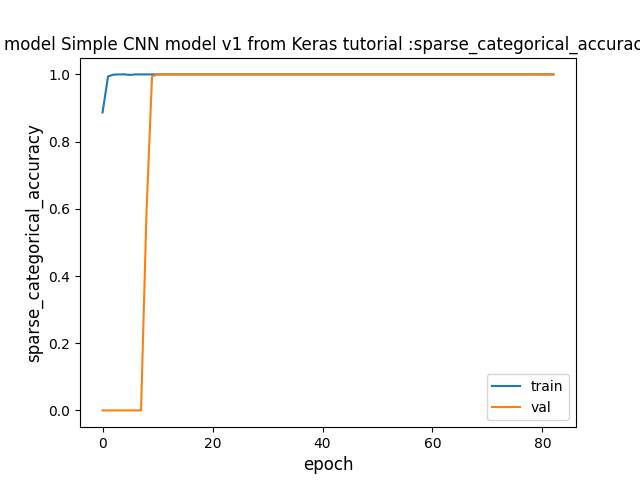 model Simple CNN model v1 from Keras tutorial :sparse_categorical_accurac
1.0
0.8
0.6
0.4
0.2
0.0
sparse_categorical_accuracy
train
val
0 20 40 60 80
epoch